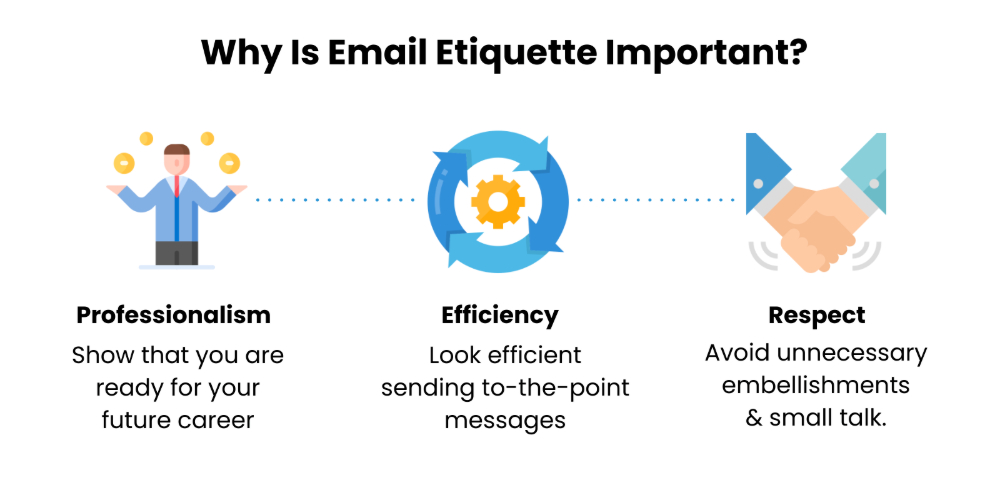 Why Is Email Etiquette Important?
Professionalism
Show that you are
ready for your
future career
Efficiency
Look efficient
sending to-the-point
messages
Respect
Avoid unnecessary
embellishments
& small talk.